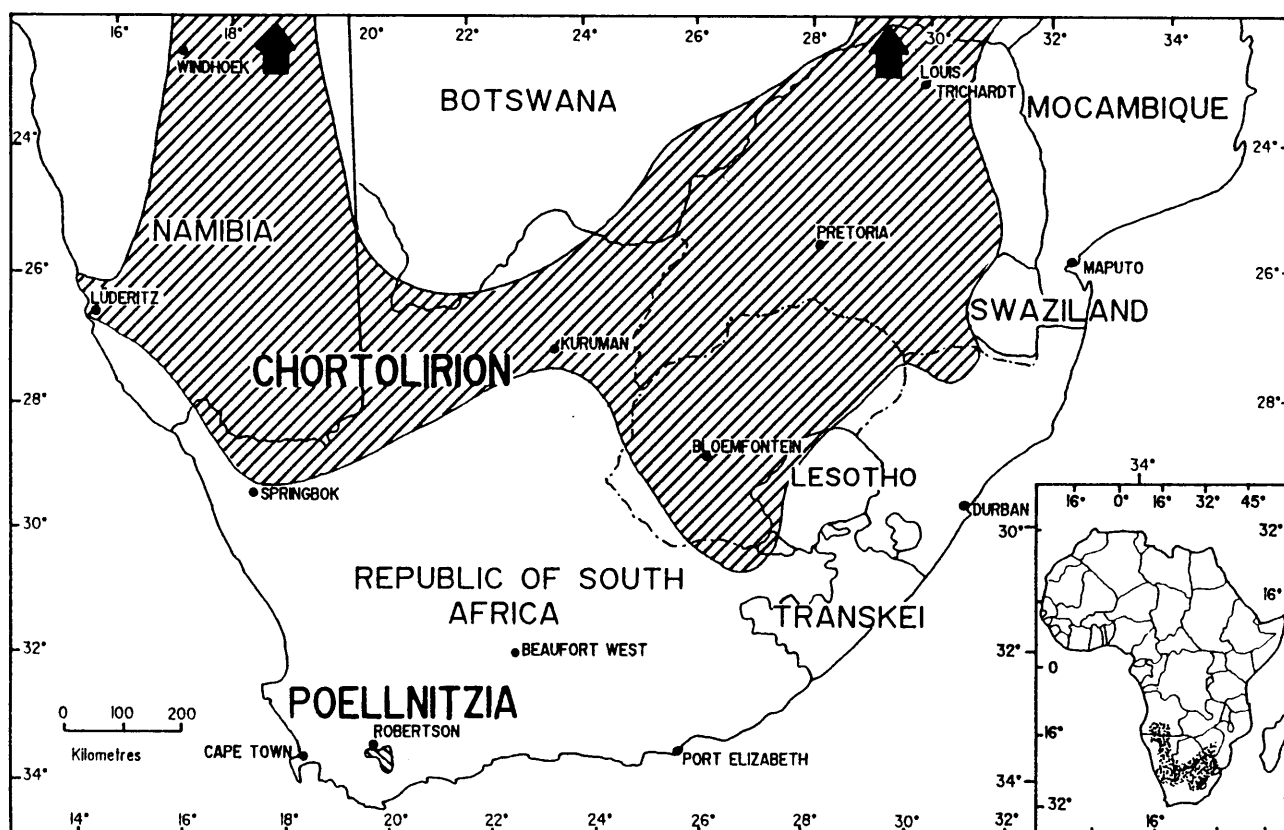 16° 18° 20° 22° 24° 26° 28° 30° 32° 34°
WINDHOEK
LOUIS
TRICHARDT
BOTSWANA
MOCAMBIQUE
24° 24°
NAMIBIA
PRETORIA
26° MAPUTO 26°
LÜDERITZ
SWAZILAND
KURUMAN
CHORTOLIRION
28° 28°
BLOEMFONTEIN
LESOTHO
SPRINGBOK
DURBAN
34°
16° 0° 16° 32° 45°
30° 30° 32°
REPUBLIC OF SOUTH
AFRICA
TRANSKEI
16°
32° BEAUFORT WEST 32°
0
POELLNITZIA
0 100 200
Kilometres
ROBERTSON
CAPE TOWN
PORT ELIZABETH
16° 16°
34° 34° 34°
32°
14° 16° 18° 20° 22° 24° 26° 28° 30° 32° 16°